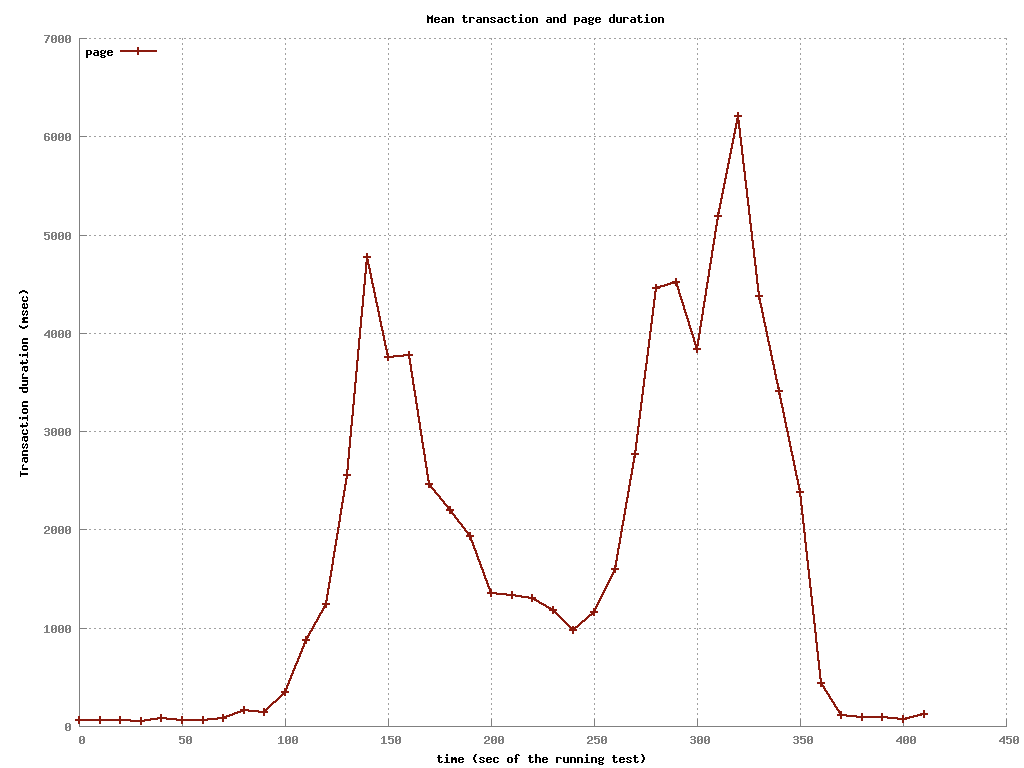 Mean transaction and page duration
7000
page
6000
5000
4000
3000
2000
1000
0
Transaction duration (msec)
0 50 100 150 200 250 300 350 400 450
time (sec of the running test)